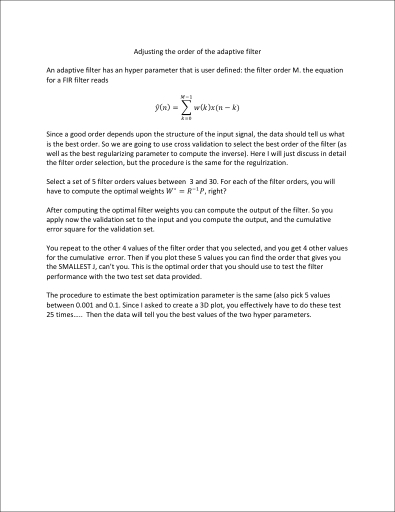 Adjusting the order of the adaptive filter
An adaptive filter has an hyper parameter that is user defined: the filter order M. the equation
for a FIR filter reads
ŷ(n) = ∑_{k=0}^{M−1} w(k)x(n − k)
Since a good order depends upon the structure of the input signal, the data should tell us what
is the best order. So we are going to use cross validation to select the best order of the filter (as
well as the best regularizing parameter to compute the inverse). Here I will just discuss in detail
the filter order selection, but the procedure is the same for the regulrization.
Select a set of 5 filter orders values between  3 and 30. For each of the filter orders, you will
have to compute the optimal weights W* = R⁻¹P, right?
After computing the optimal filter weights you can compute the output of the filter. So you
apply now the validation set to the input and you compute the output, and the cumulative
error square for the validation set.
You repeat to the other 4 values of the filter order that you selected, and you get 4 other values
for the cumulative  error. Then if you plot these 5 values you can find the order that gives you
the SMALLEST J, can't you. This is the optimal order that you should use to test the filter
performance with the two test set data provided.
The procedure to estimate the best optimization parameter is the same (also pick 5 values
between 0.001 and 0.1. Since I asked to create a 3D plot, you effectively have to do these test
25 times.....  Then the data will tell you the best values of the two hyper parameters.